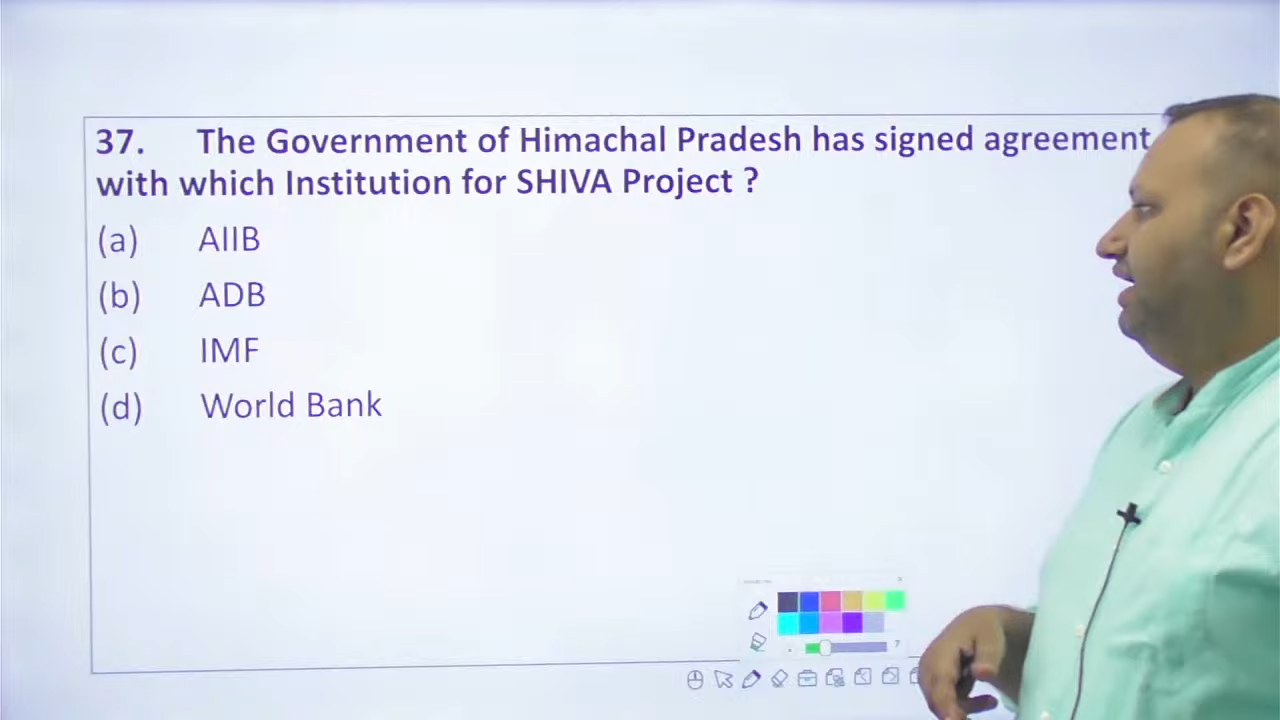 37. The Government of Himachal Pradesh has signed agreement
with which Institution for SHIVA Project ?
(a) AIIB
(b) ADB
(c) IMF
(d) World Bank
7